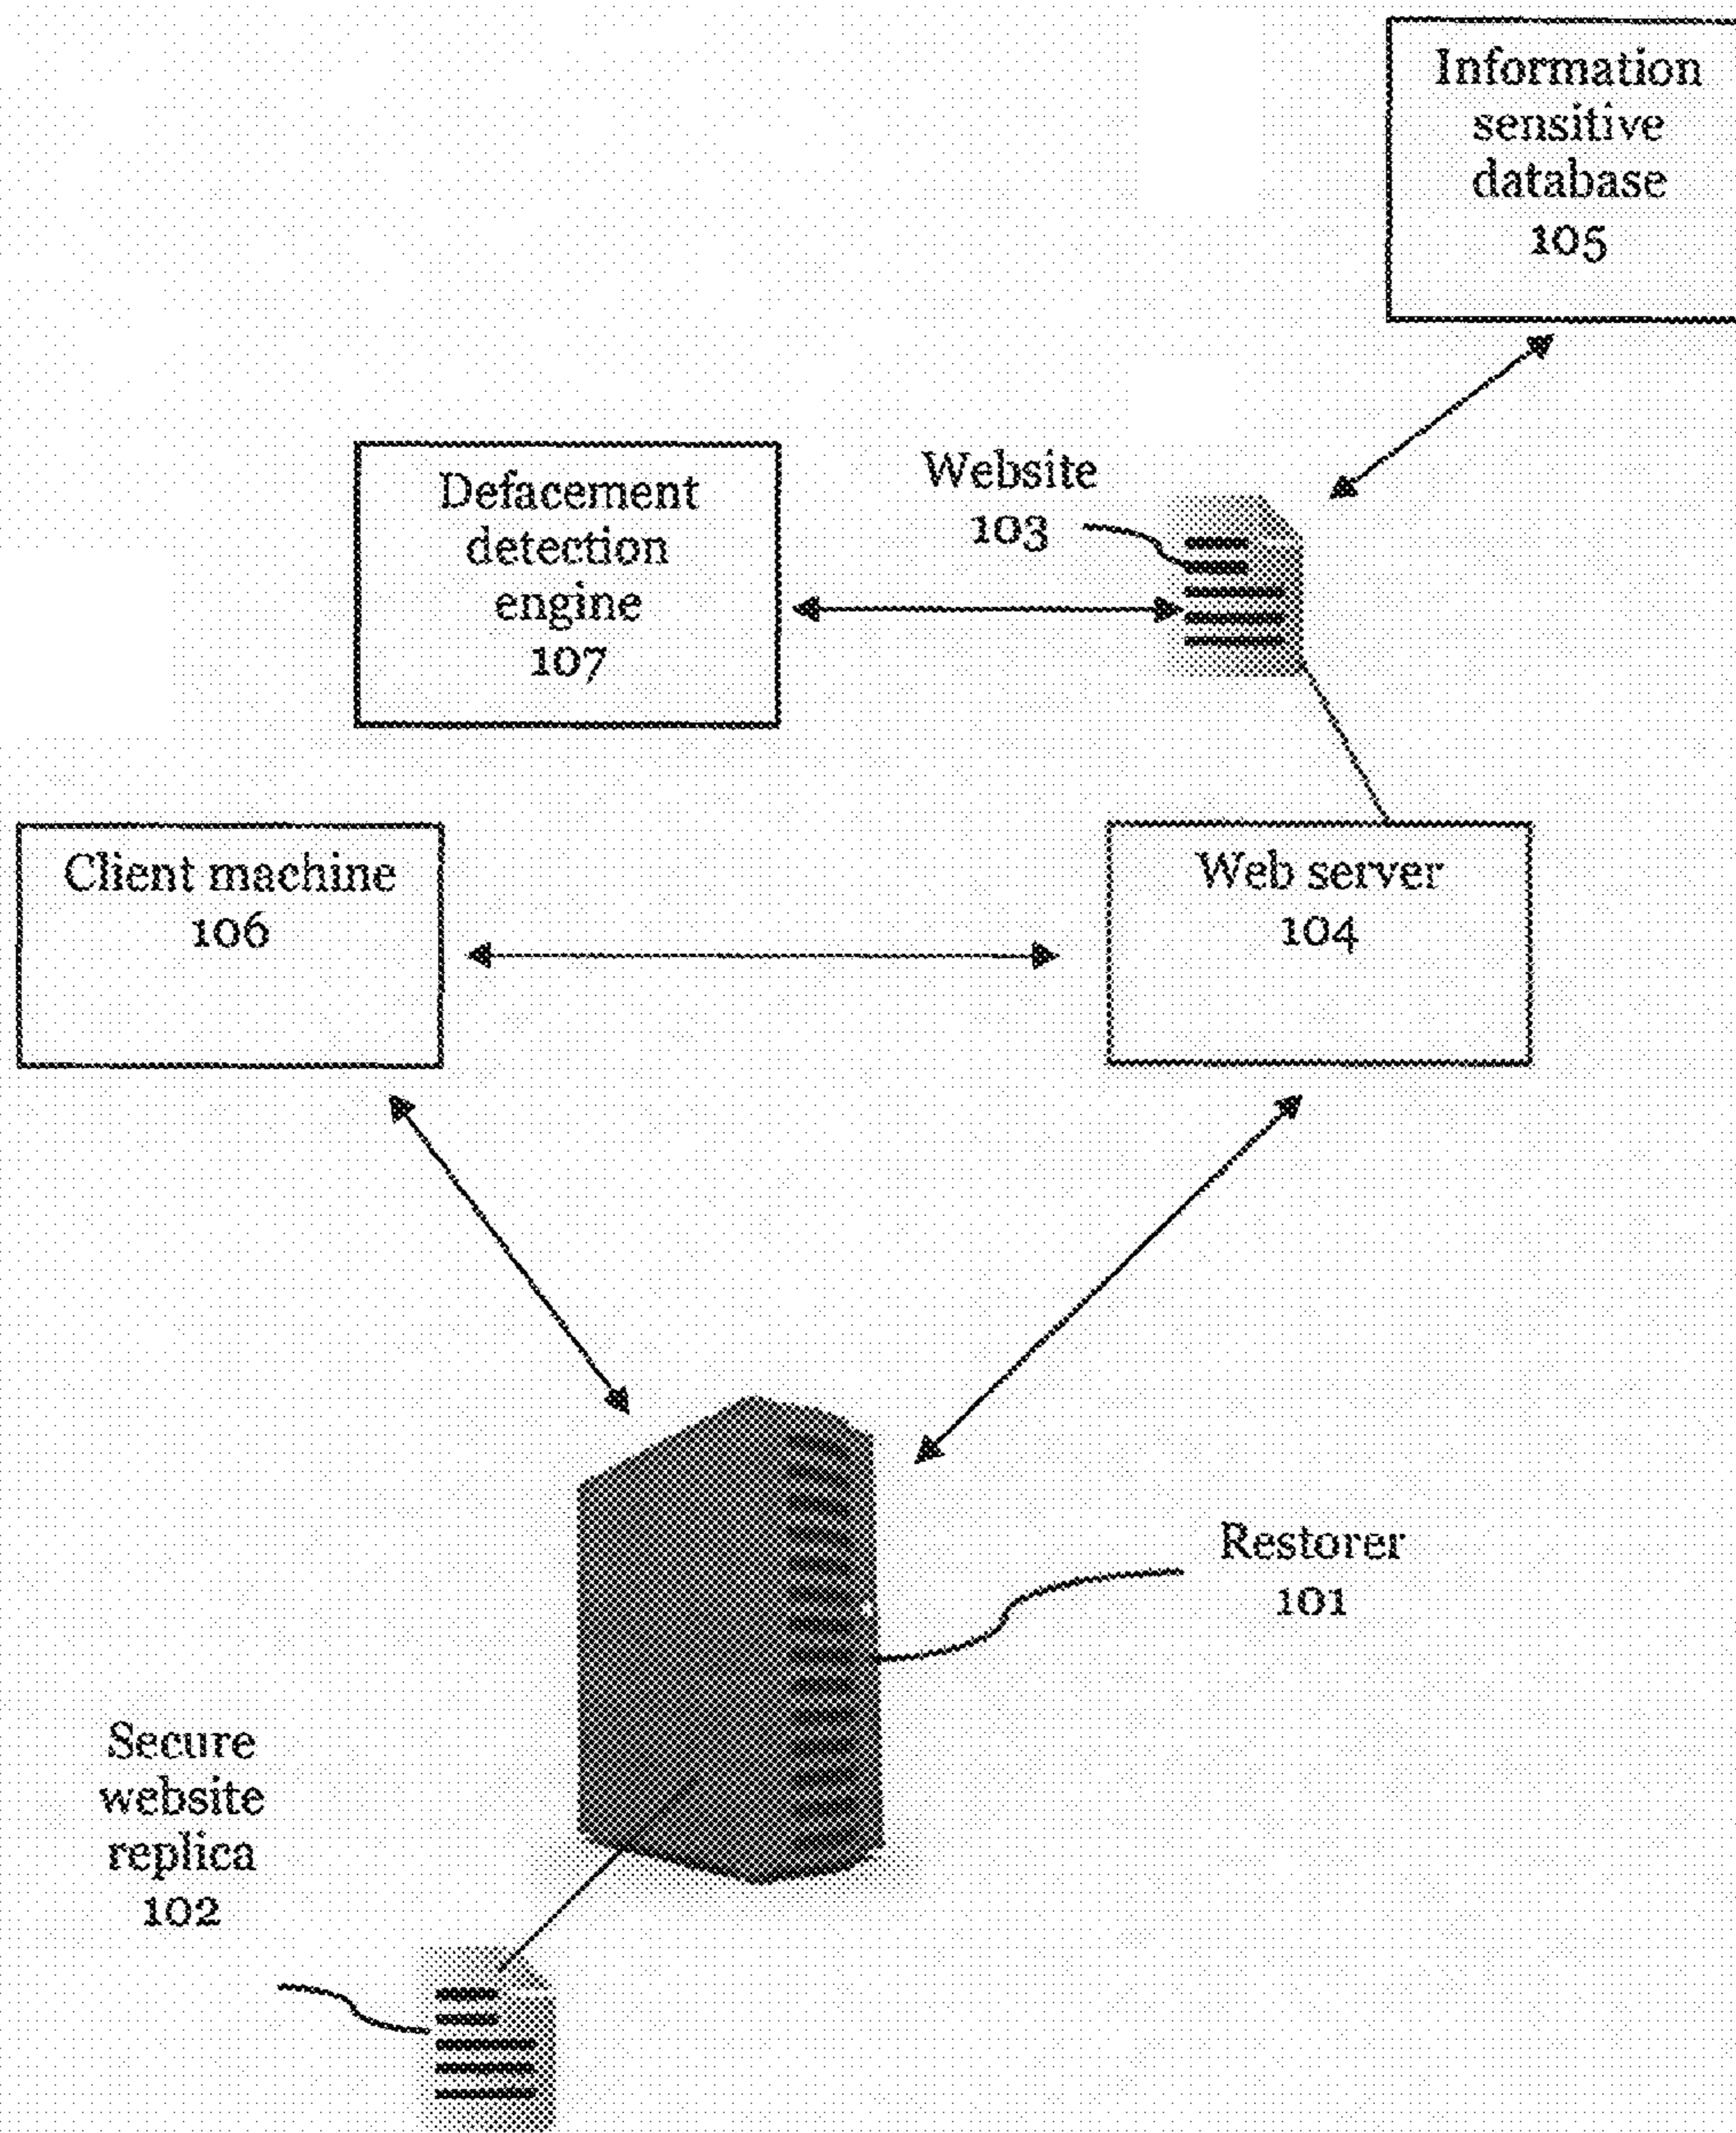 Information
sensitive
database
105
Website
103
Defacement
detection
engine
107
Client machine
106
Web server
104
Restorer
101
Secure
website
replica
102